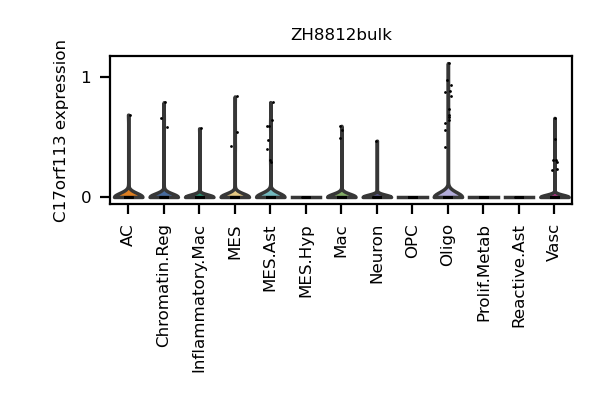 ZH8812bulk
C17orf113 expression
1
0
AC
Chromatin.Reg
Inflammatory.Mac
MES
MES.Ast
MES.Hyp
Mac
Neuron
OPC
Oligo
Prolif.Metab
Reactive.Ast
Vasc